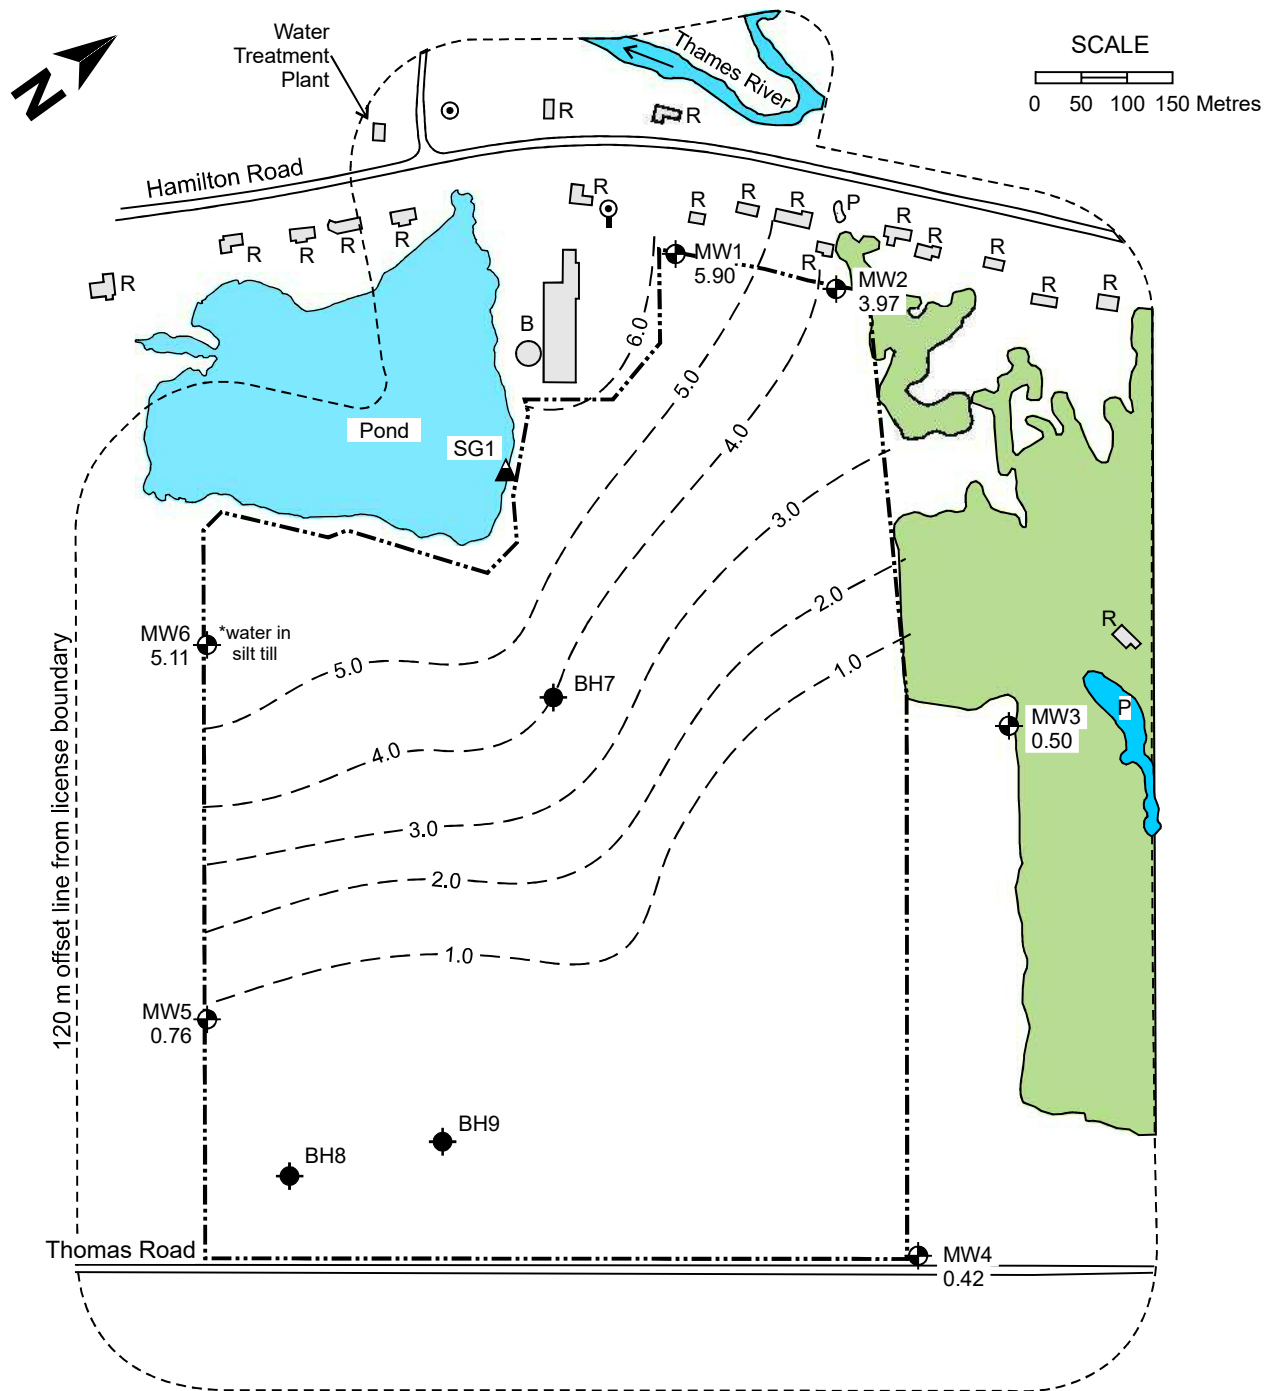 Water
Treatment
Plant
N
Thames River
SCALE
0 50 100 150 Metres
R
R
Hamilton Road
R
R
R
R
R
R
R
R
R
P
R
R
R
R
R
R
MW1
5.90
MW2
3.97
B
6.0
5.0
4.0
Pond
SG1
3.0
2.0
1.0
MW6
5.11
*water in
silt till
5.0
BH7
R
P
MW3
0.50
4.0
3.0
2.0
1.0
120 m offset line from license boundary
MW5
0.76
BH9
BH8
Thomas Road
MW4
0.42